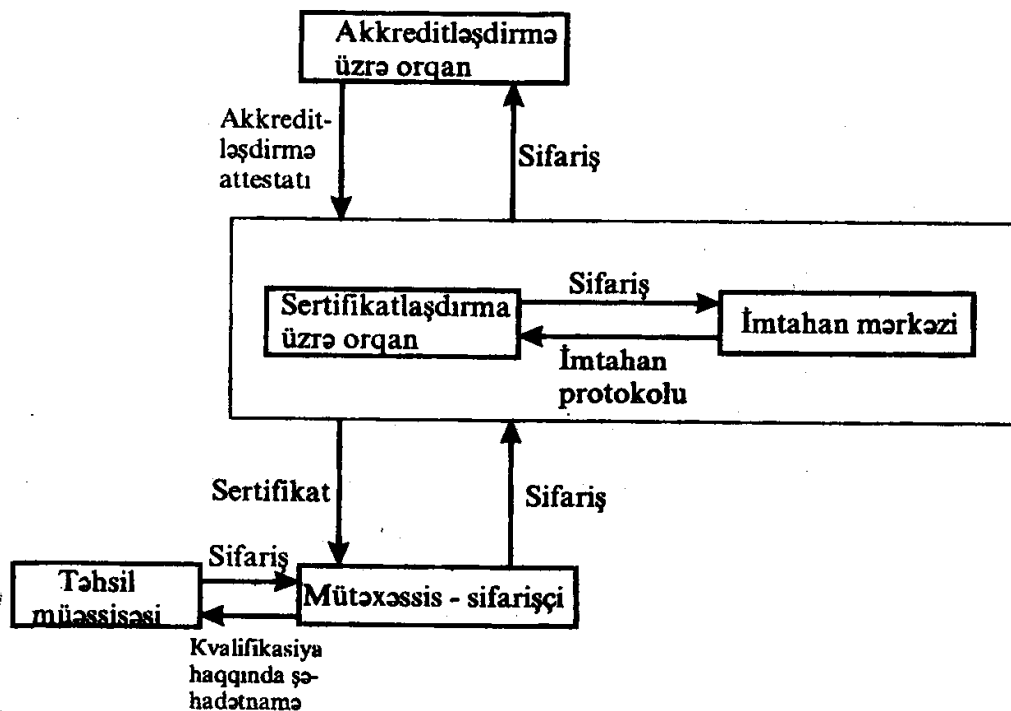 Akkreditləşdirmə
üzrə orqan
Akkredit-
ləşdirmə
attestatı
Sifariş
Sertifikatlaşdırma
üzrə orqan
Sifariş
İmtahan mərkəzi
İmtahan
protokolu
Sertifikat
Sifariş
Təhsil
müəssisəsi
Sifariş
Mütəxəssis - sifarişçi
Kvalifikasiya
haqqında şə-
hadətnamə